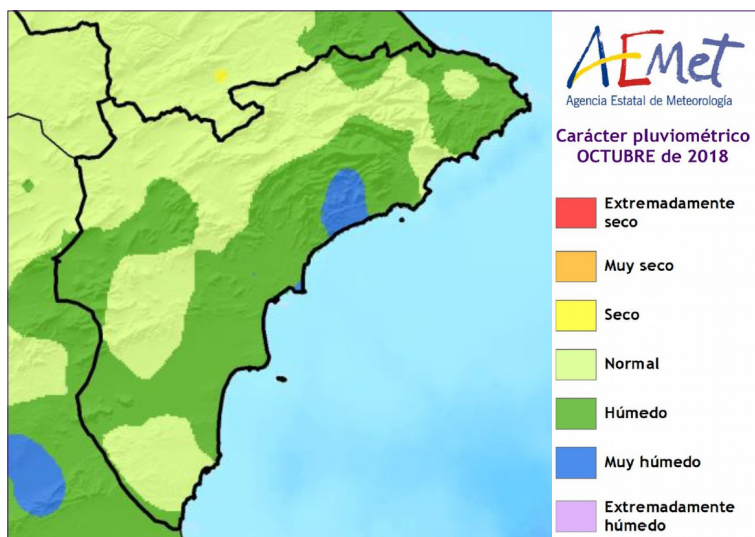 AEMet
Agencia Estatal de Meteorología
Carácter pluviométrico
OCTUBRE de 2018
Extremadamente
seco
Muy seco
Seco
Normal
Húmedo
Muy húmedo
Extremadamente
húmedo